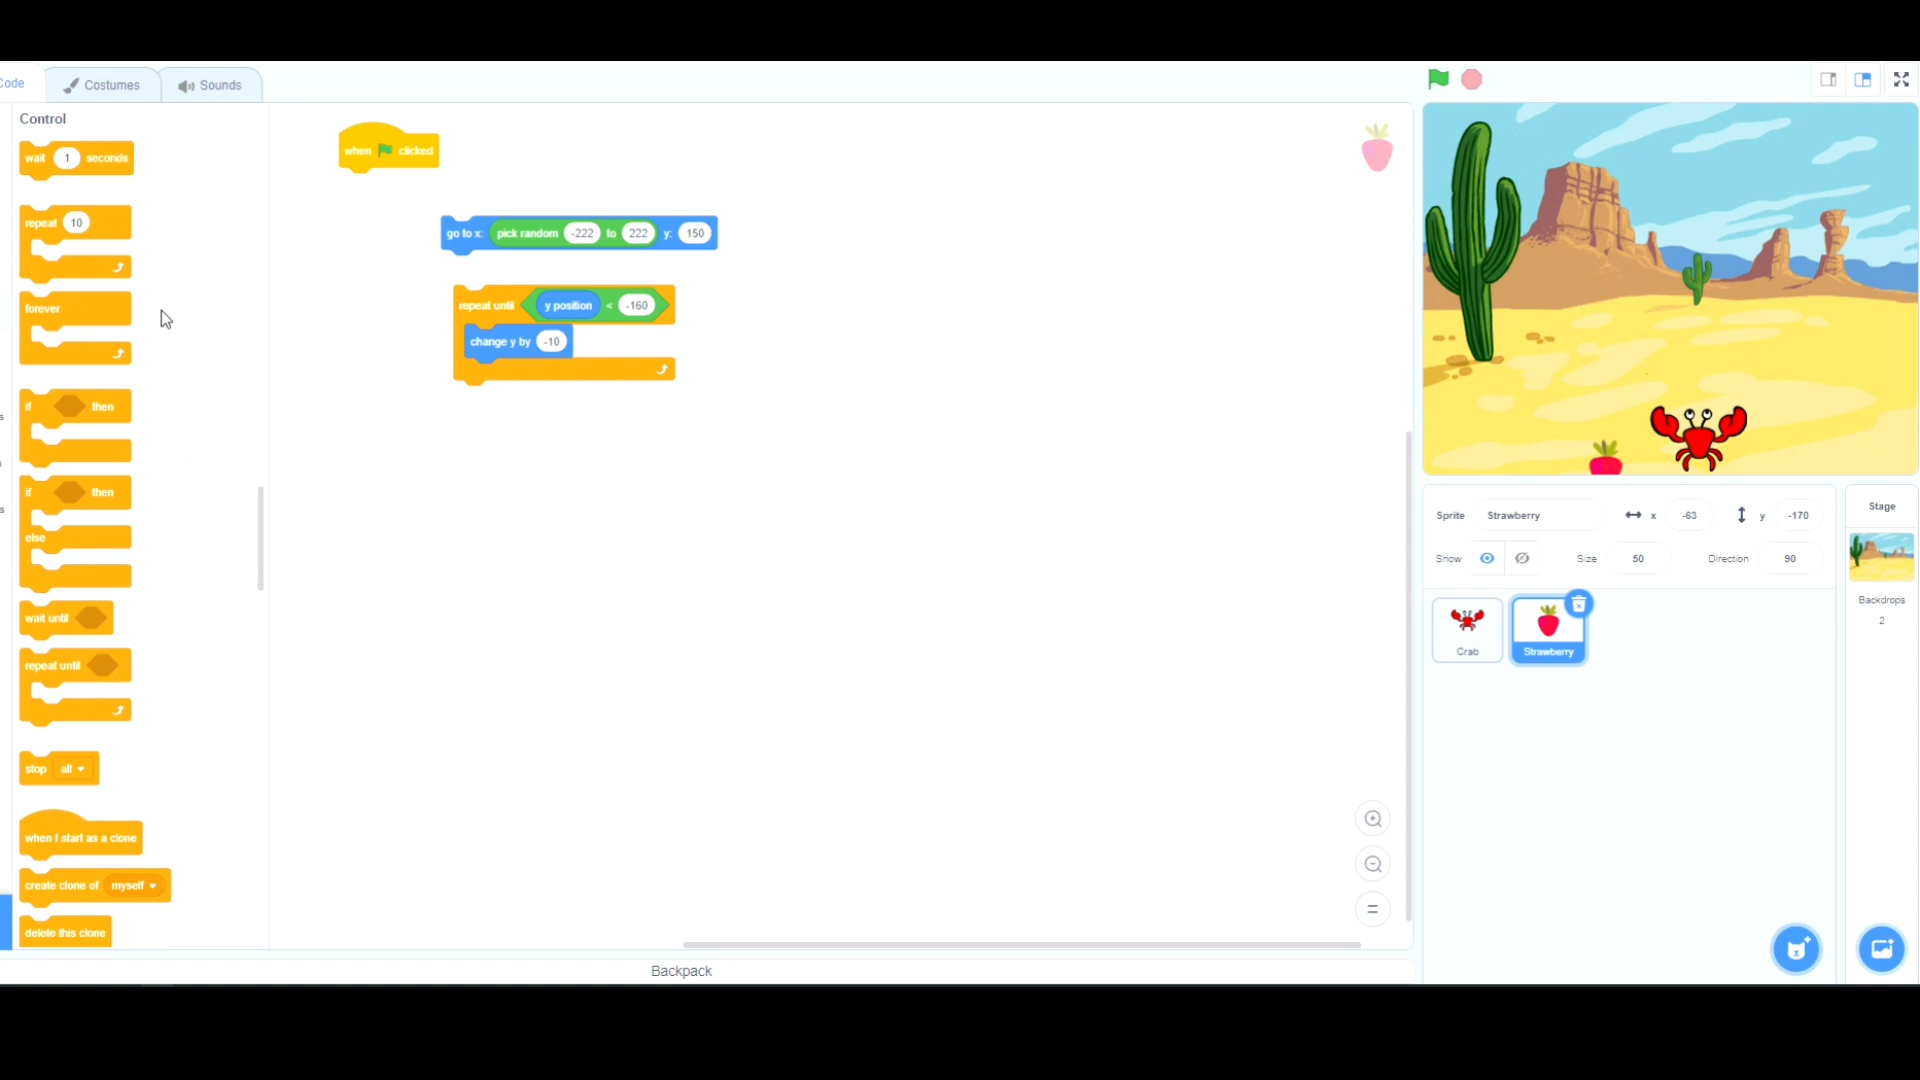 Code
Costumes
Sounds
Control
wait 1 seconds
repeat 10
forever
if then
if then
else
wait until
repeat until
stop all
when I start as a clone
create clone of myself
delete this clone
when clicked
go to x: pick random -222 to 222 y: 150
repeat until y position < -160
change y by -10
Backpack
Sprite Strawberry x -63 y -170
Show Size 50 Direction 90
Crab
Strawberry
Stage
Backdrops
2